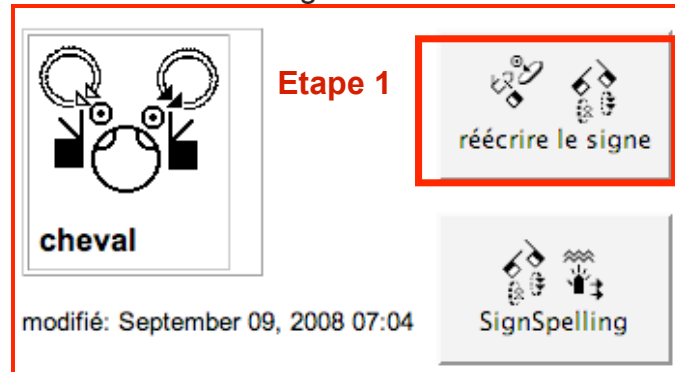 Etape 1
réécrire le signe
cheval
modifié: September 09, 2008 07:04
SignSpelling